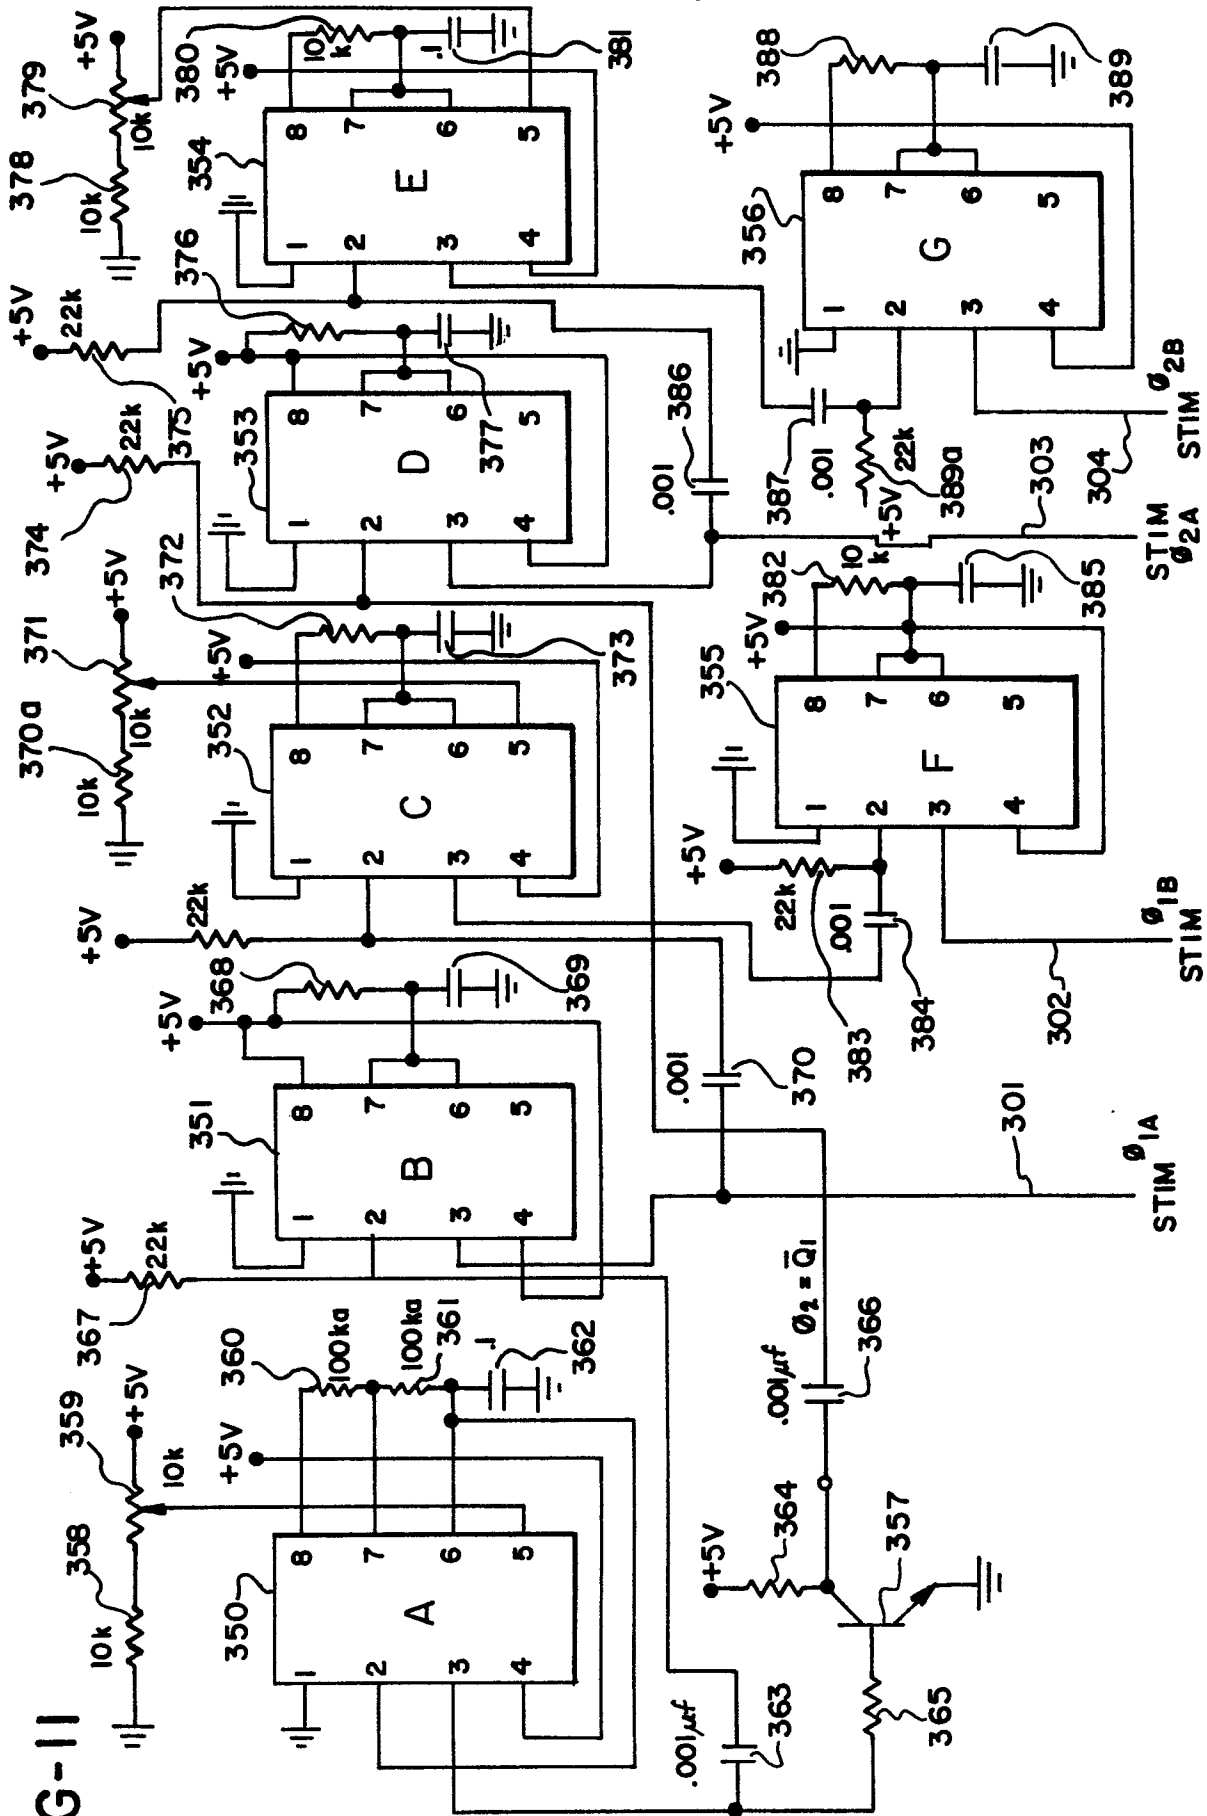 G-11
358
10k
359
10k
+5V
350
A
1
2
3
4
5
6
7
8
+5V
360
100ka
100ka
361
.1
362
.001µf
363
365
364
+5V
357
.001µf
366
Ø2 = Q̄1
367
+5V
22k
351
B
1
2
3
4
5
6
7
8
+5V
368
369
.001
370
301
STIM
Ø1A
+5V
22k
370a
10k
371
10k
+5V
352
C
1
2
3
4
5
6
7
8
+5V
372
373
374
+5V
22k
353
D
1
2
3
4
5
6
7
8
+5V
376
377
375
+5V
22k
.001
386
378
10k
379
10k
+5V
354
E
1
2
3
4
5
6
7
8
+5V
380
10
k
.1
381
355
F
1
2
3
4
5
6
7
8
+5V
22k
383
.001
384
+5V
382
10
k
385
302
STIM
Ø1B
303
STIM
Ø2A
387
.001
22k
389a
+5V
356
G
1
2
3
4
5
6
7
8
+5V
388
389
304
STIM
Ø2B